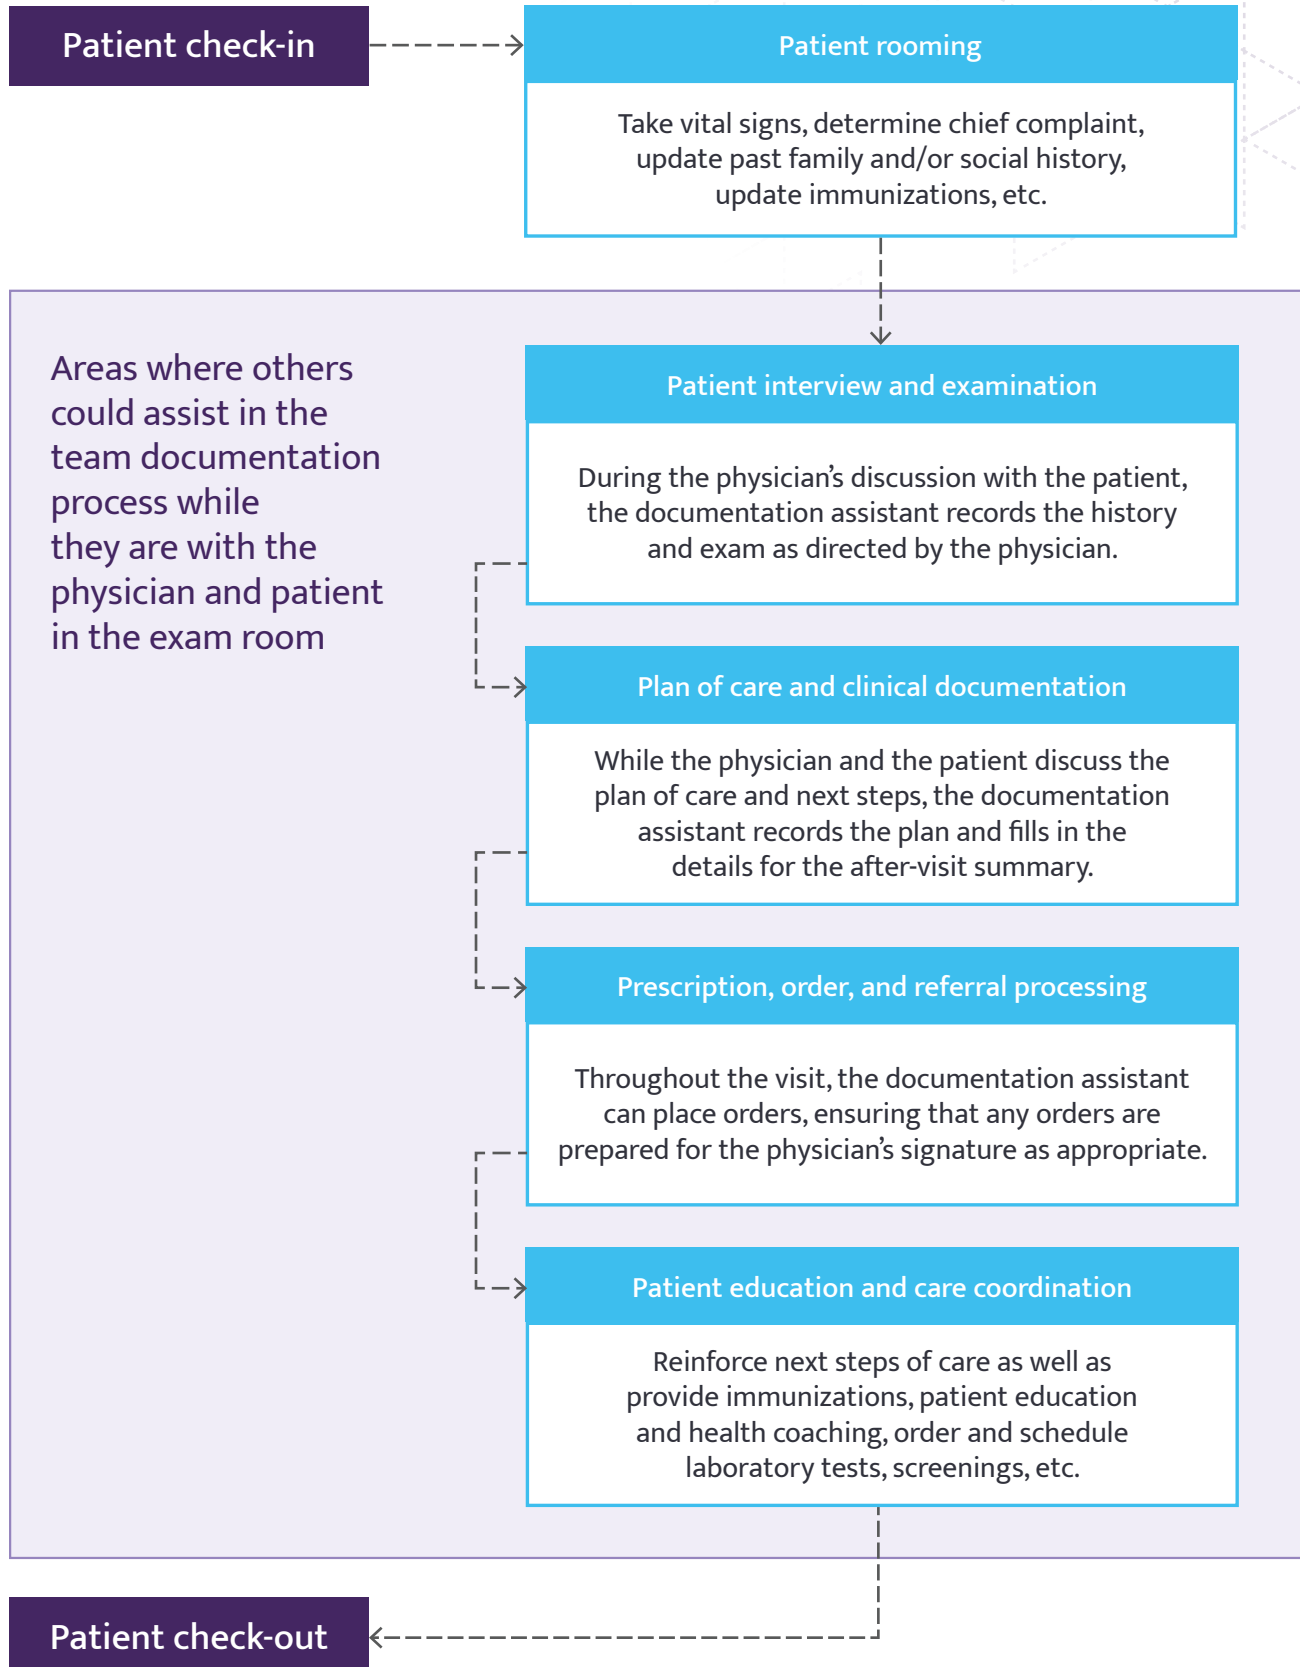 Patient check-in
Patient rooming
Take vital signs, determine chief complaint,
update past family and/or social history,
update immunizations, etc.
Areas where others
could assist in the
team documentation
process while
they are with the
physician and patient
in the exam room
Patient interview and examination
During the physician’s discussion with the patient,
the documentation assistant records the history
and exam as directed by the physician.
Plan of care and clinical documentation
While the physician and the patient discuss the
plan of care and next steps, the documentation
assistant records the plan and fills in the
details for the after-visit summary.
Prescription, order, and referral processing
Throughout the visit, the documentation assistant
can place orders, ensuring that any orders are
prepared for the physician’s signature as appropriate.
Patient education and care coordination
Reinforce next steps of care as well as
provide immunizations, patient education
and health coaching, order and schedule
laboratory tests, screenings, etc.
Patient check-out